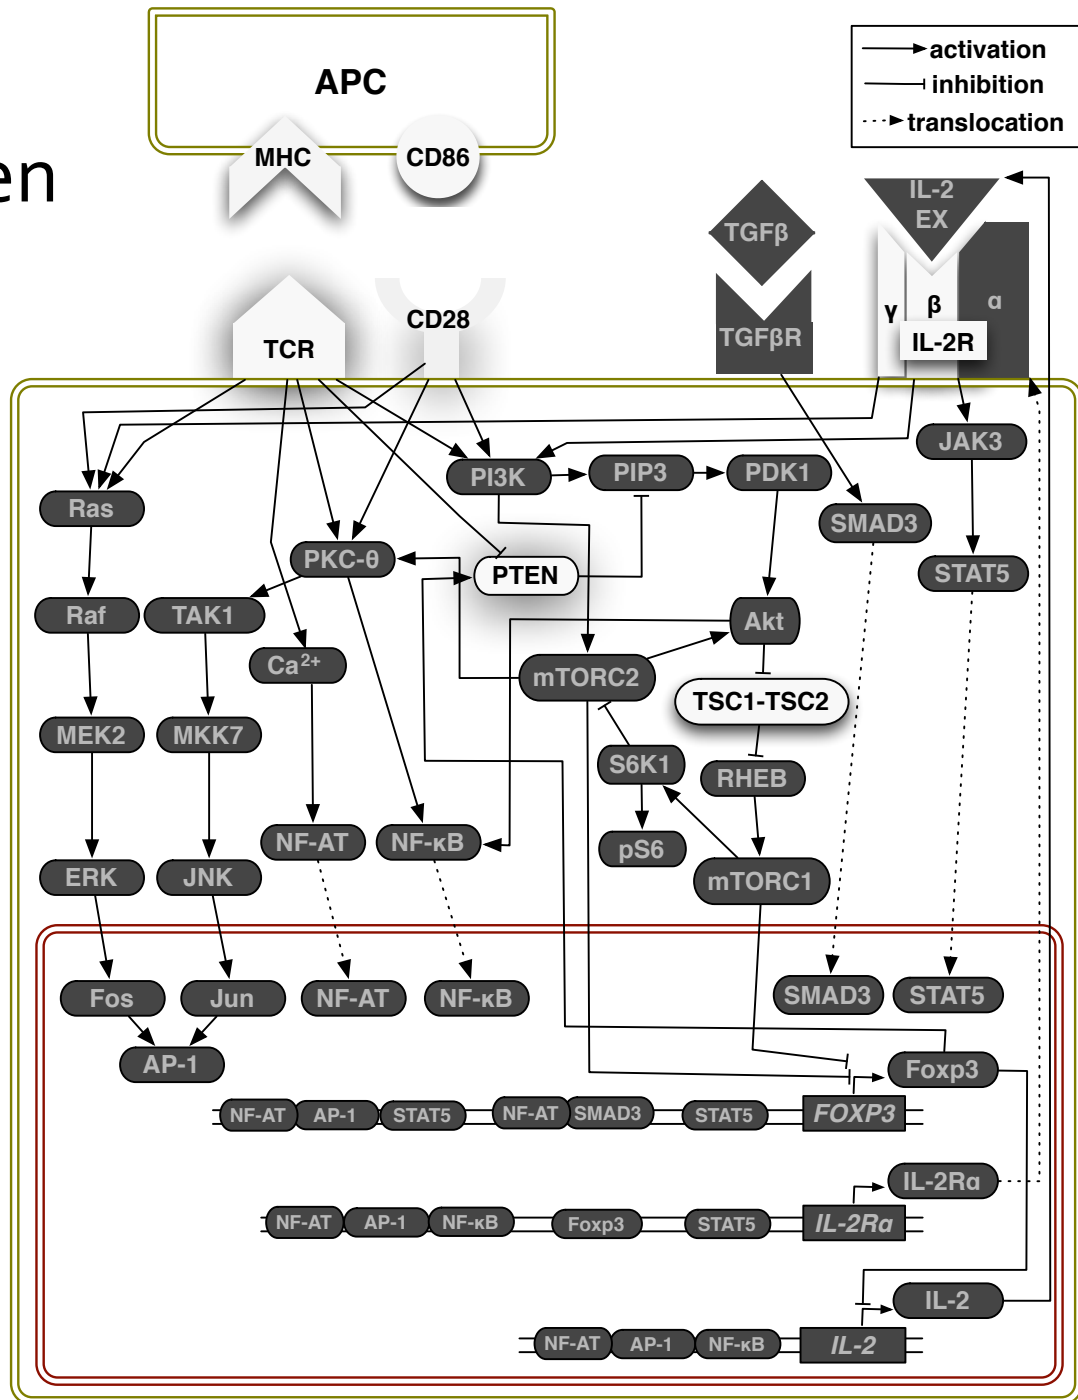 en
APC
MHC
CD86
activation
inhibition
translocation
IL-2
EX
TGFβ
TGFβR
γ
β
α
IL-2R
TCR
CD28
JAK3
PI3K
PIP3
PDK1
Ras
SMAD3
PKC-θ
PTEN
STAT5
Raf
TAK1
Akt
Ca²⁺
mTORC2
TSC1-TSC2
MEK2
MKK7
S6K1
RHEB
NF-AT
NF-κB
pS6
ERK
JNK
mTORC1
Fos
Jun
NF-AT
NF-κB
SMAD3
STAT5
AP-1
Foxp3
NF-AT
AP-1
STAT5
NF-AT
SMAD3
STAT5
FOXP3
IL-2Rα
NF-AT
AP-1
NF-κB
Foxp3
STAT5
IL-2Rα
IL-2
NF-AT
AP-1
NF-κB
IL-2